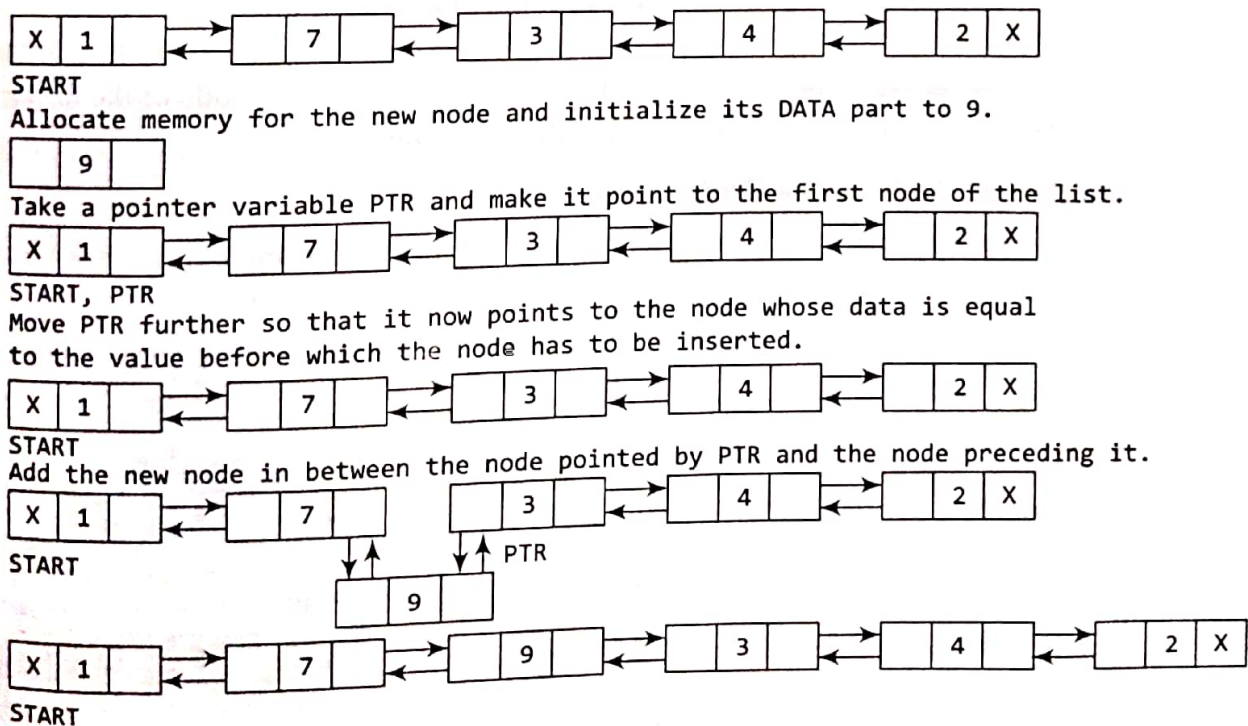 X 1 7 3 4 2 X
START
Allocate memory for the new node and initialize its DATA part to 9.
9
Take a pointer variable PTR and make it point to the first node of the list.
X 1 7 3 4 2 X
START, PTR
Move PTR further so that it now points to the node whose data is equal
to the value before which the node has to be inserted.
X 1 7 3 4 2 X
START
Add the new node in between the node pointed by PTR and the node preceding it.
X 1 7 3 4 2 X
START PTR
9
X 1 7 9 3 4 2 X
START